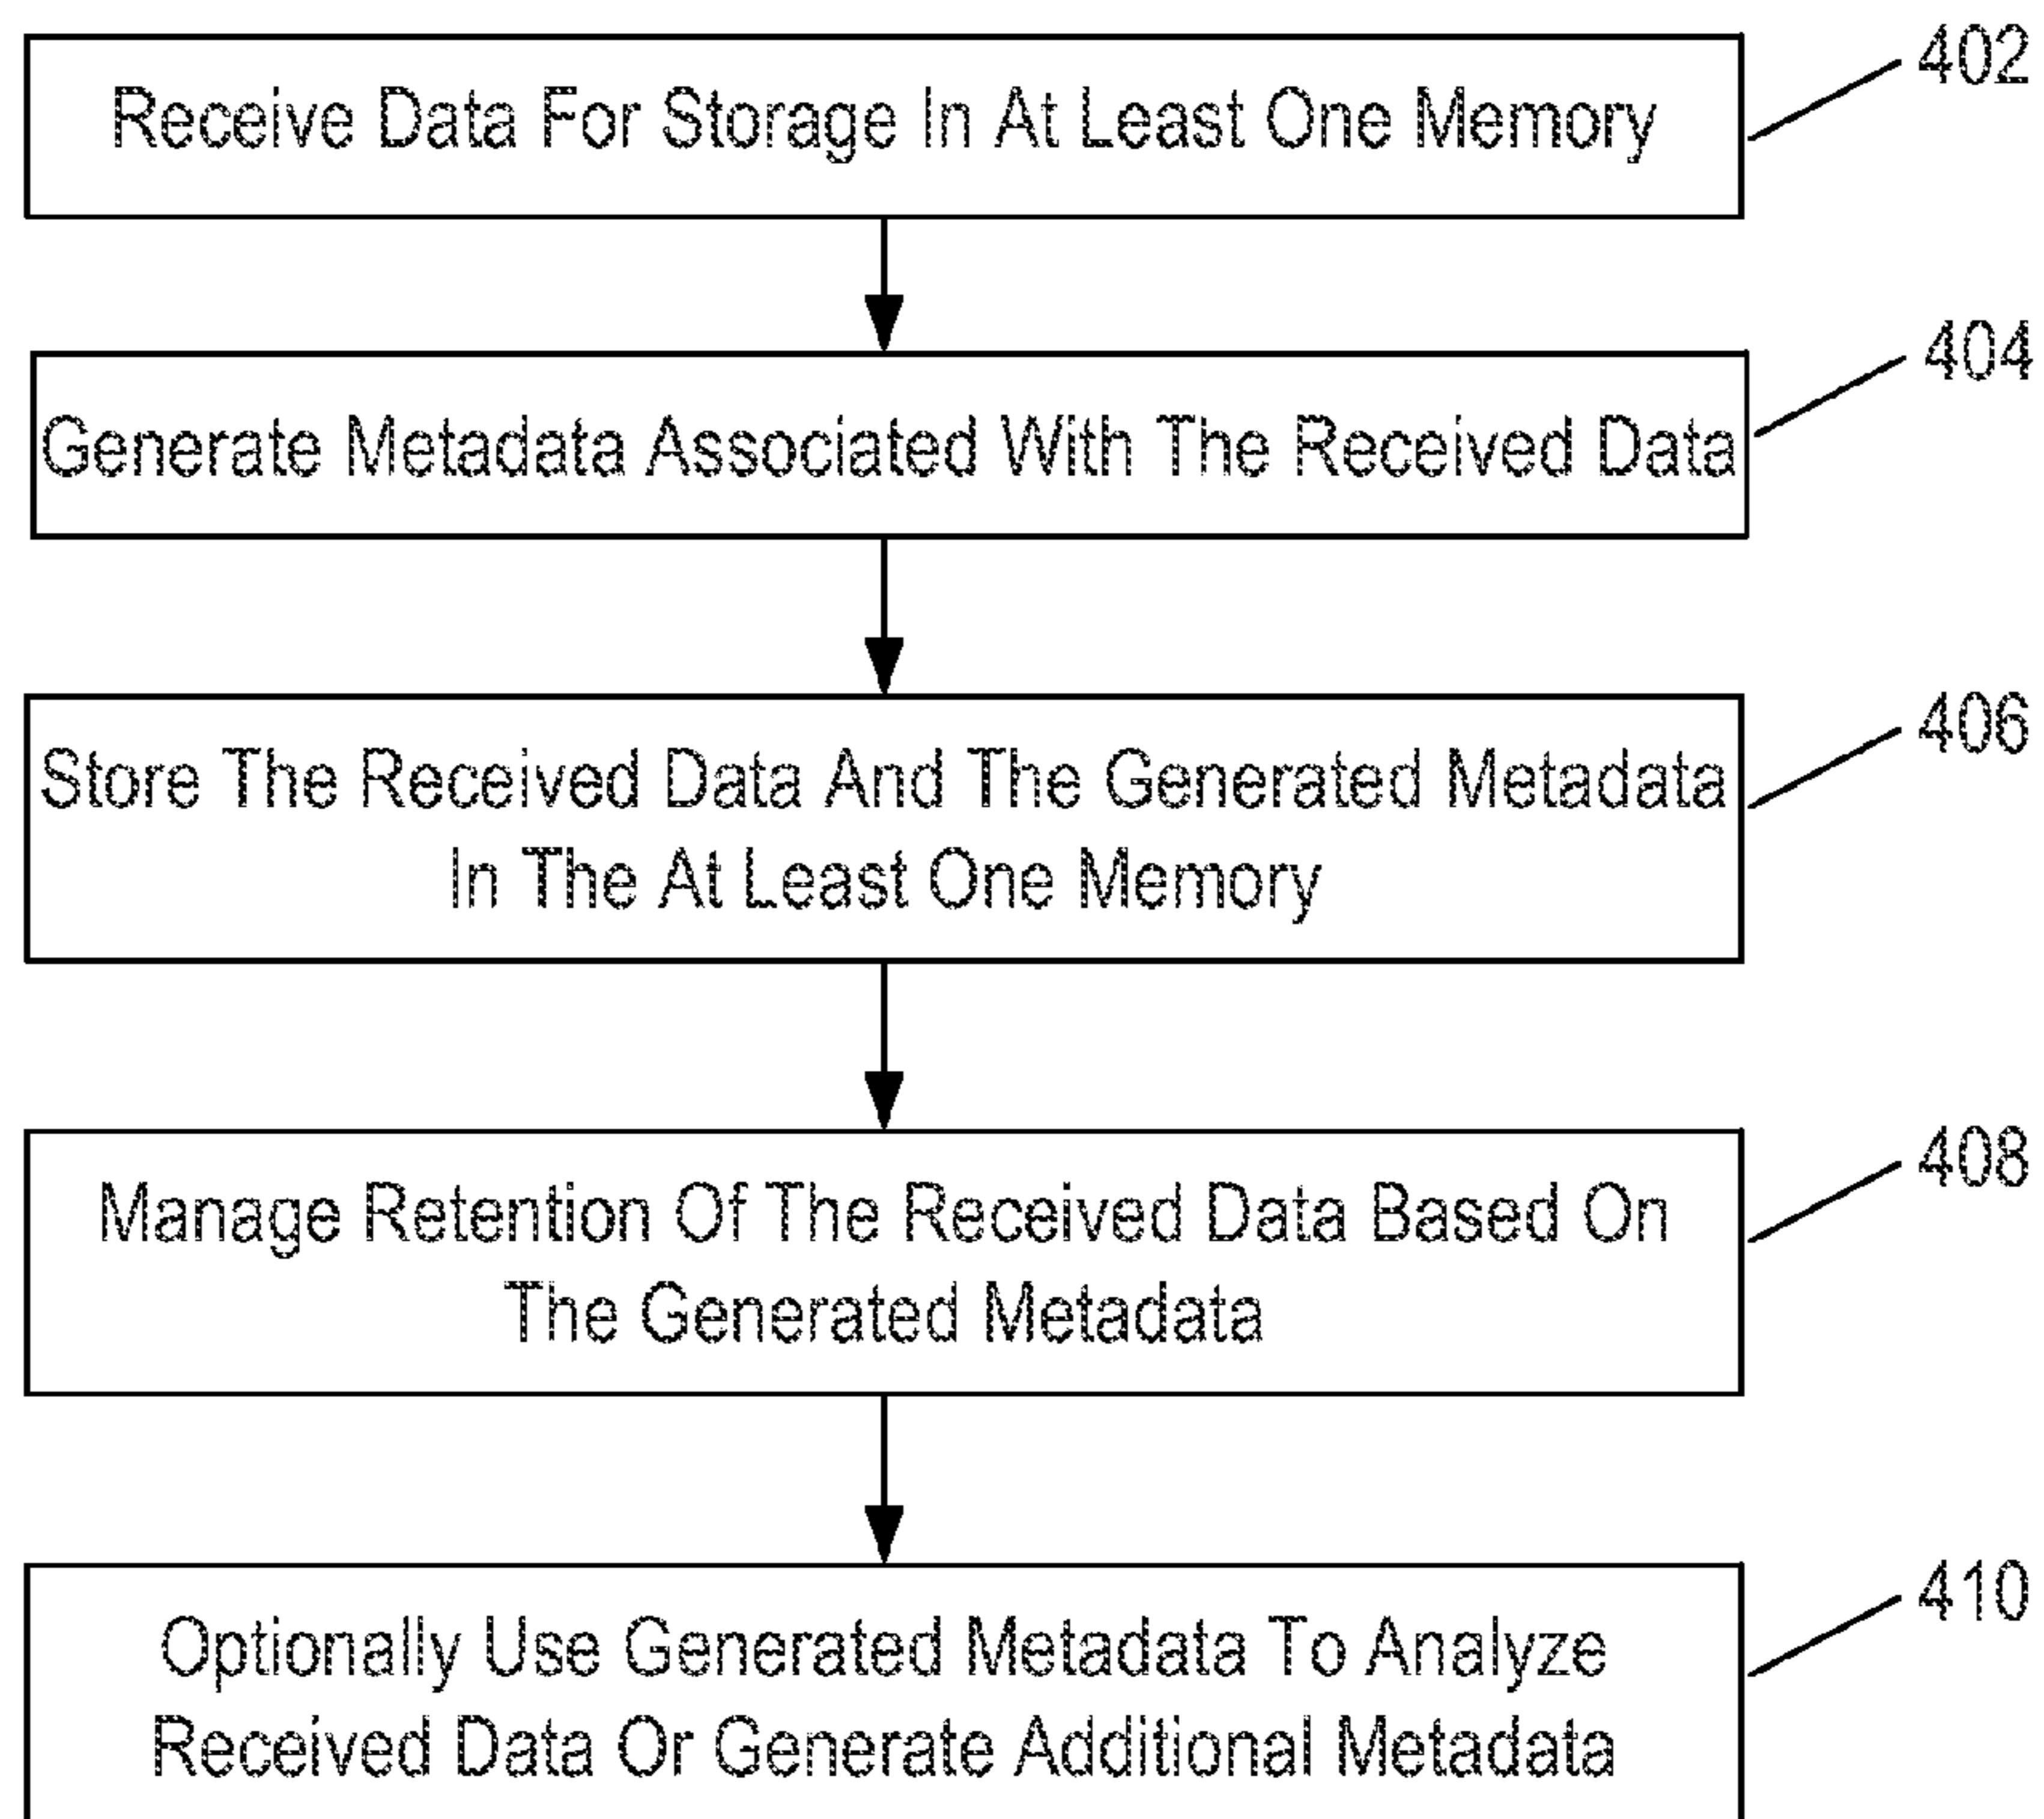 Receive Data For Storage In At Least One Memory
402
Generate Metadata Associated With The Received Data
404
Store The Received Data And The Generated Metadata
In The At Least One Memory
406
Manage Retention Of The Received Data Based On
The Generated Metadata
408
Optionally Use Generated Metadata To Analyze
Received Data Or Generate Additional Metadata
410